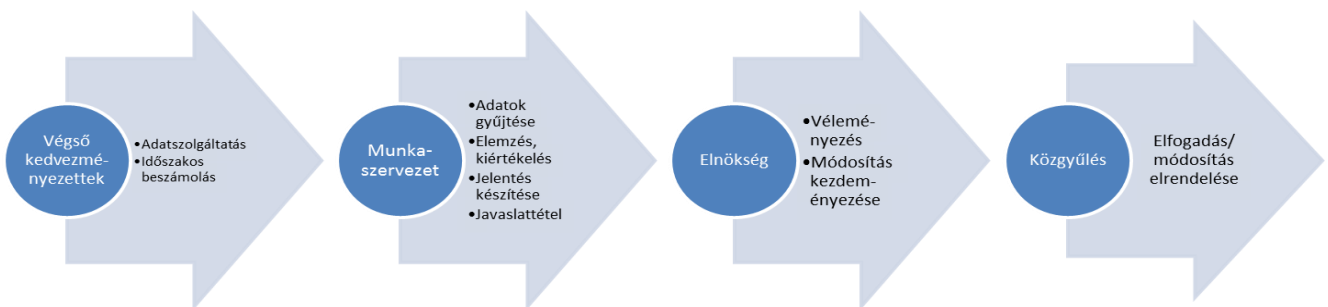 Végső
kedvezmé-
nyezettek
•Adatszolgáltatás
•Időszakos
beszámolás
Munka-
szervezet
•Adatok
gyűjtése
•Elemzés,
kiértékelés
•Jelentés
készítése
•Javaslattétel
Elnökség
•Vélemé-
nyezés
•Módosítás
kezdem-
ényezése
Közgyűlés
Elfogadás/
módosítás
elrendelése